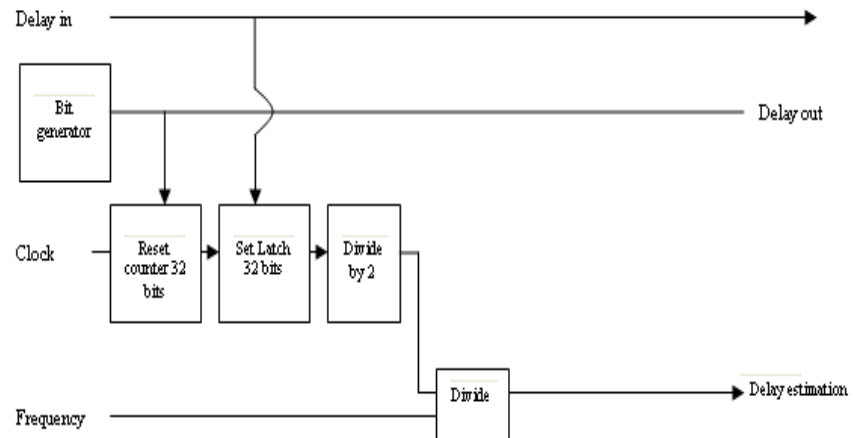 Delay in
Bit
generator
Delay out
Clock
Reset
counter 32
bits
Set Latch
32 bits
Divide
by 2
Divide
Delay estimation
Frequency